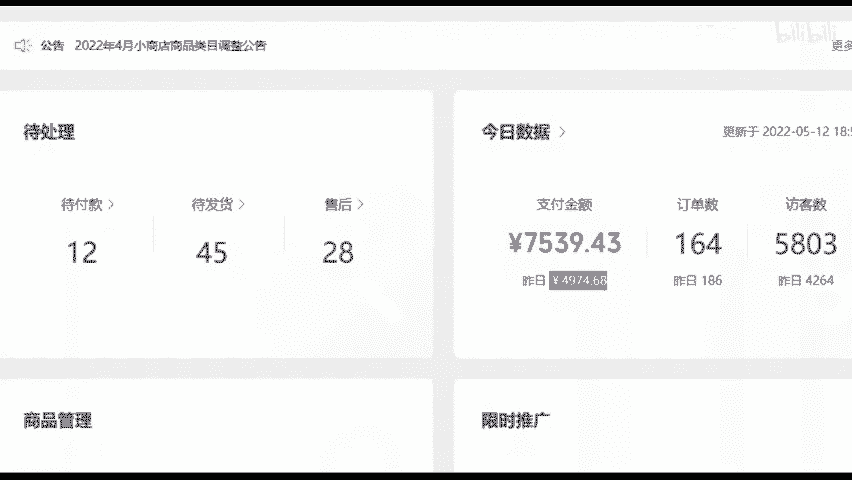 bilibili
公告 2022年4月小商店商品类目调整公告
待处理
待付款 >
待发货 >
售后 >
12
45
28
今日数据 >
更新于 2022-05-12 18:
支付金额
订单数
访客数
¥7539.43
164
5803
昨日 ¥4974.68
昨日 186
昨日 4264
商品管理
限时推广